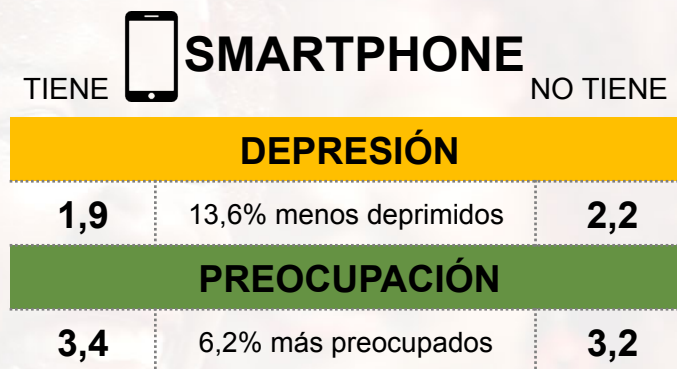 SMARTPHONE
TIENE
NO TIENE
DEPRESIÓN
1,9 13,6% menos deprimidos 2,2
PREOCUPACIÓN
3,4 6,2% más preocupados 3,2